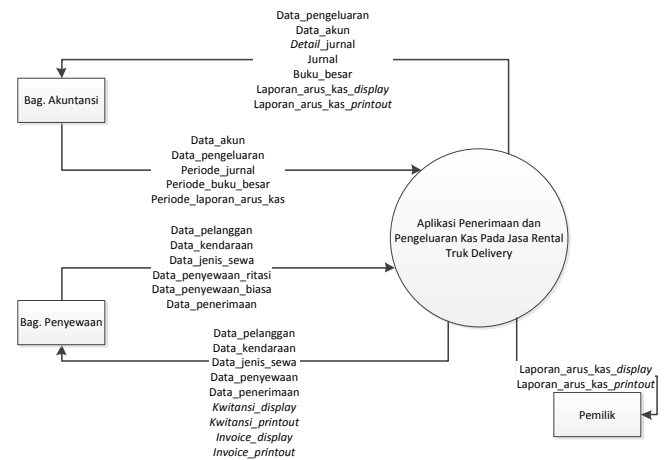 Data_pengeluaran
Data_akun
Detail_jurnal
Jurnal
Buku_besar
Laporan_arus_kas_display
Laporan_arus_kas_printout
Bag. Akuntansi
Data_akun
Data_pengeluaran
Periode_jurnal
Periode_buku_besar
Periode_laporan_arus_kas
Aplikasi Penerimaan dan
Pengeluaran Kas Pada Jasa Rental
Truk Delivery
Data_pelanggan
Data_kendaraan
Data_jenis_sewa
Data_penyewaan_ritasi
Data_penyewaan_biasa
Data_penerimaan
Bag. Penyewaan
Data_pelanggan
Data_kendaraan
Data_jenis_sewa
Data_penyewaan
Data_penerimaan
Kwitansi_display
Kwitansi_printout
Invoice_display
Invoice_printout
Laporan_arus_kas_display
Laporan_arus_kas_printout
Pemilik